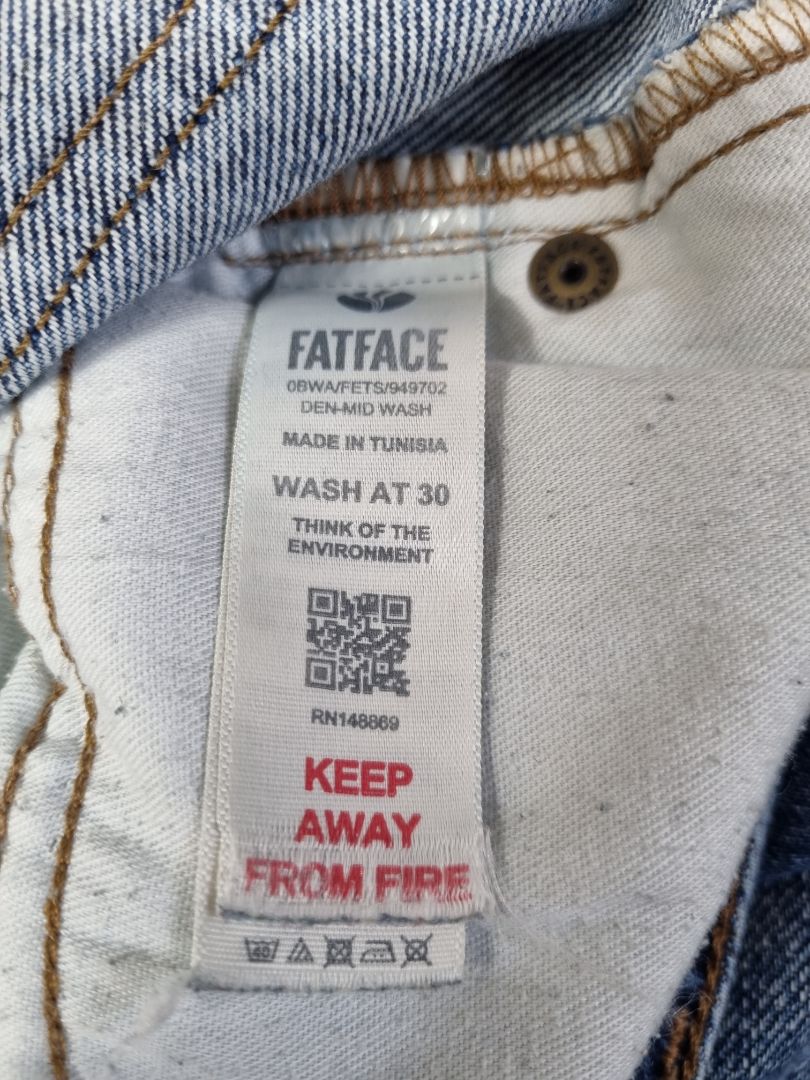 FATFACE
0BWA/FETS/949702
DEN-MID WASH
MADE IN TUNISIA
WASH AT 30
THINK OF THE
ENVIRONMENT
RN148869
KEEP
AWAY
FROM FIRE
40